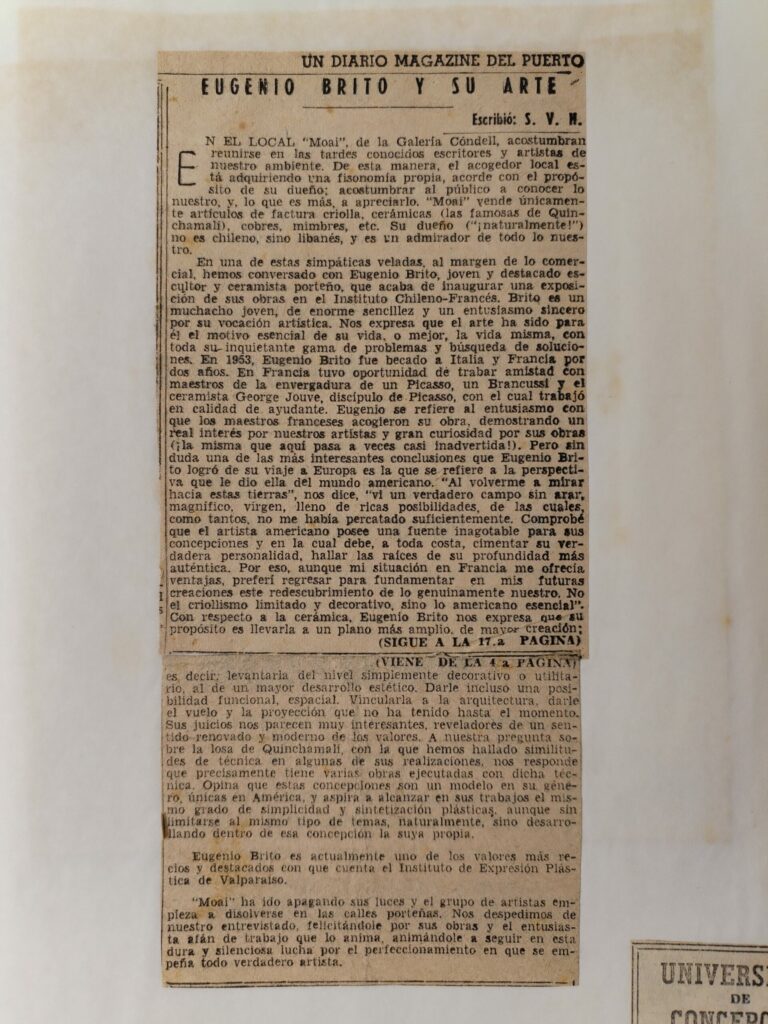 UN DIARIO MAGAZINE DEL PUERTO
EUGENIO BRITO Y SU ARTE
Escribió: S. V. H.
EN EL LOCAL "Moai", de la Galería Cóndell, acostumbran
reunirse en las tardes conocidos escritores y artistas de
nuestro ambiente. De esta manera, el acogedor local es-
tá adquiriendo una fisonomía propia, acorde con el propó-
sito de su dueño; acostumbrar al público a conocer lo
nuestro, y, lo que es más, a apreciarlo. "Moai" vende únicamen-
te artículos de factura criolla, cerámicas (las famosas de Quin-
chamalí), cobres, mimbres, etc. Su dueño ("¡naturalmente!")
no es chileno, sino libanés, y es un admirador de todo lo nues-
tro.
En una de estas simpáticas veladas, al margen de lo comer-
cial, hemos conversado con Eugenio Brito, joven y destacado es-
cultor y ceramista porteño, que acaba de inaugurar una exposi-
ción de sus obras en el Instituto Chileno-Francés. Brito es un
muchacho joven, de enorme sencillez y un entusiasmo sincero
por su vocación artística. Nos expresa que el arte ha sido para
él el motivo esencial de su vida, o mejor, la vida misma, con
toda su inquietante gama de problemas y búsqueda de solucio-
nes. En 1953, Eugenio Brito fue becado a Italia y Francia por
dos años. En Francia tuvo oportunidad de trabar amistad con
maestros de la envergadura de un Picasso, un Brancussi y el
ceramista George Jouve, discípulo de Picasso, con el cual trabajó
en calidad de ayudante. Eugenio se refiere al entusiasmo con
que los maestros franceses acogieron su obra, demostrando un
real interés por nuestros artistas y gran curiosidad por sus obras
(¡la misma que aquí pasa a veces casi inadvertida!). Pero sin
duda una de las más interesantes conclusiones que Eugenio Bri-
to logró de su viaje a Europa es la que se refiere a la perspecti-
va que le dio ella del mundo americano. "Al volverme a mirar
hacia estas tierras", nos dice, "vi un verdadero campo sin arar,
magnífico, virgen, lleno de ricas posibilidades, de las cuales,
como tantos, no me había percatado suficientemente. Comprobé
que el artista americano posee una fuente inagotable para sus
concepciones y en la cual debe, a toda costa, cimentar su ver-
dadera personalidad, hallar las raíces de su profundidad más
auténtica. Por eso, aunque mi situación en Francia me ofrecía
ventajas, preferí regresar para fundamentar en mis futuras
creaciones este redescubrimiento de lo genuinamente nuestro. No
el criollismo limitado y decorativo, sino lo americano esencial".
Con respecto a la cerámica, Eugenio Brito nos expresa que su
propósito es llevarla a un plano más amplio, de mayor creación;
(SIGUE A LA 17.a PAGINA)
(VIENE DE LA 4.a PAGINA)
es, decir, levantarla del nivel simplemente decorativo o utilita-
rio, al de un mayor desarrollo estético. Darle incluso una posi-
bilidad funcional, espacial. Vincularla a la arquitectura, darle
el vuelo y la proyección que no ha tenido hasta el momento.
Sus juicios nos parecen muy interesantes, reveladores de un sen-
tido renovado y moderno de los valores. A nuestra pregunta so-
bre la losa de Quinchamalí, con la que hemos hallado similitu-
des de técnica en algunas de sus realizaciones, nos responde
que precisamente tiene varias obras ejecutadas con dicha téc-
nica. Opina que estas concepciones son un modelo en su géne-
ro, únicas en América, y aspira a alcanzar en sus trabajos el mis-
mo grado de simplicidad y sintetización plásticas, aunque sin
limitarse al mismo tipo de temas, naturalmente, sino desarro-
llando dentro de esa concepción la suya propia.
Eugenio Brito es actualmente uno de los valores más re-
cios y destacados con que cuenta el Instituto de Expresión Plás-
tica de Valparaíso.
"Moai" ha ido apagando sus luces y el grupo de artistas em-
pieza a disolverse en las calles porteñas. Nos despedimos de
nuestro entrevistado, felicitándole por sus obras y el entusias-
ta afán de trabajo que lo anima, animándole a seguir en esta
dura y silenciosa lucha por el perfeccionamiento en que se em-
peña todo verdadero artista.
UNIVERSI
DE
CONCEPC